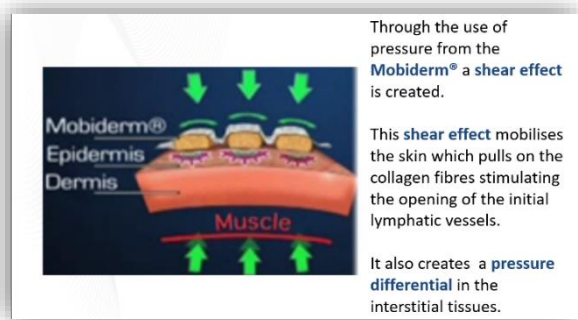 Mobiderm®
Epidermis
Dermis
Muscle
Through the use of
pressure from the
Mobiderm® a shear effect
is created.
This shear effect mobilises
the skin which pulls on the
collagen fibres stimulating
the opening of the initial
lymphatic vessels.
It also creates a pressure
differential in the
interstitial tissues.